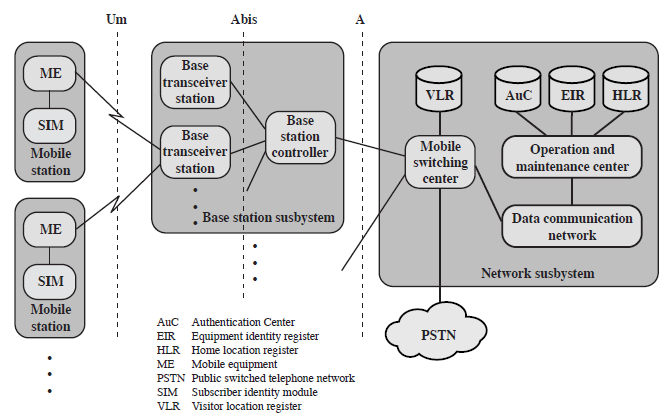 Um
Abis
A
ME
SIM
Mobile
station
ME
SIM
Mobile
station
Base
transceiver
station
Base
transceiver
station
Base
station
controller
Base station susbystem
VLR
AuC
EIR
HLR
Mobile
switching
center
Operation and
maintenance center
Data communication
network
Network susbystem
PSTN
AuC Authentication Center
EIR Equipment identity register
HLR Home location register
ME Mobile equipment
PSTN Public switched telephone network
SIM Subscriber identity module
VLR Visitor location register